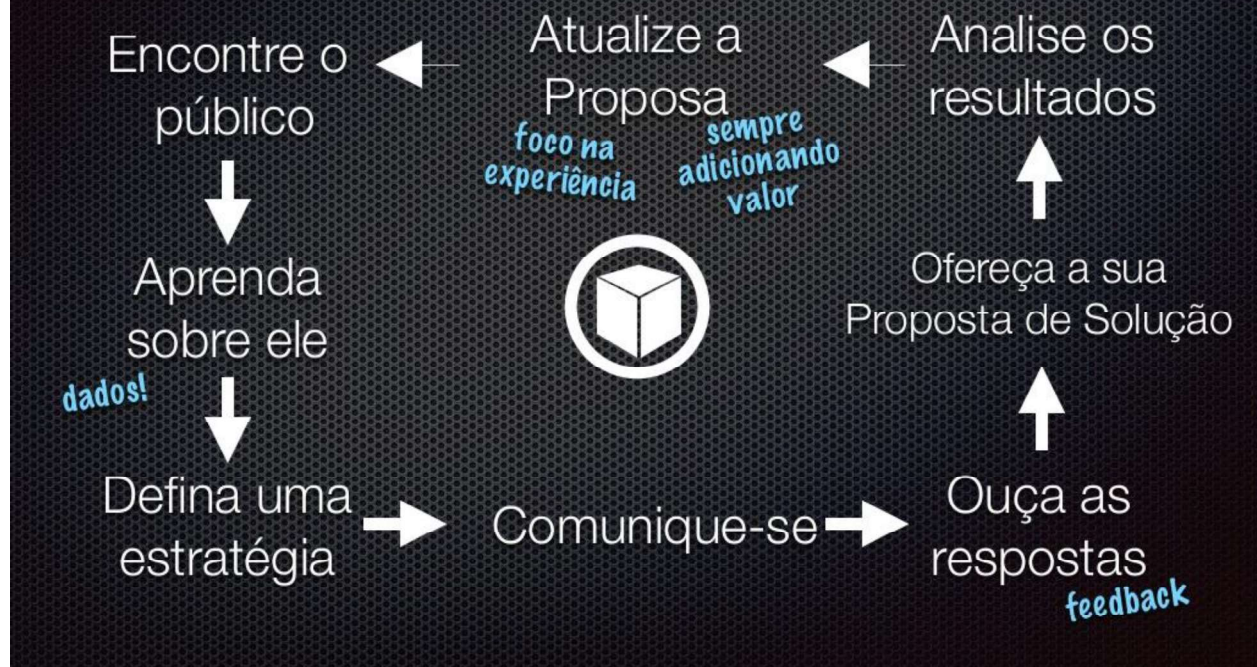 Encontre o
público
Atualize a
Proposa
foco na
experiência
sempre
adicionando
valor
Analise os
resultados
Aprenda
sobre ele
dados!
Ofereça a sua
Proposta de Solução
Defina uma
estratégia
Comunique-se
Ouça as
respostas
feedback